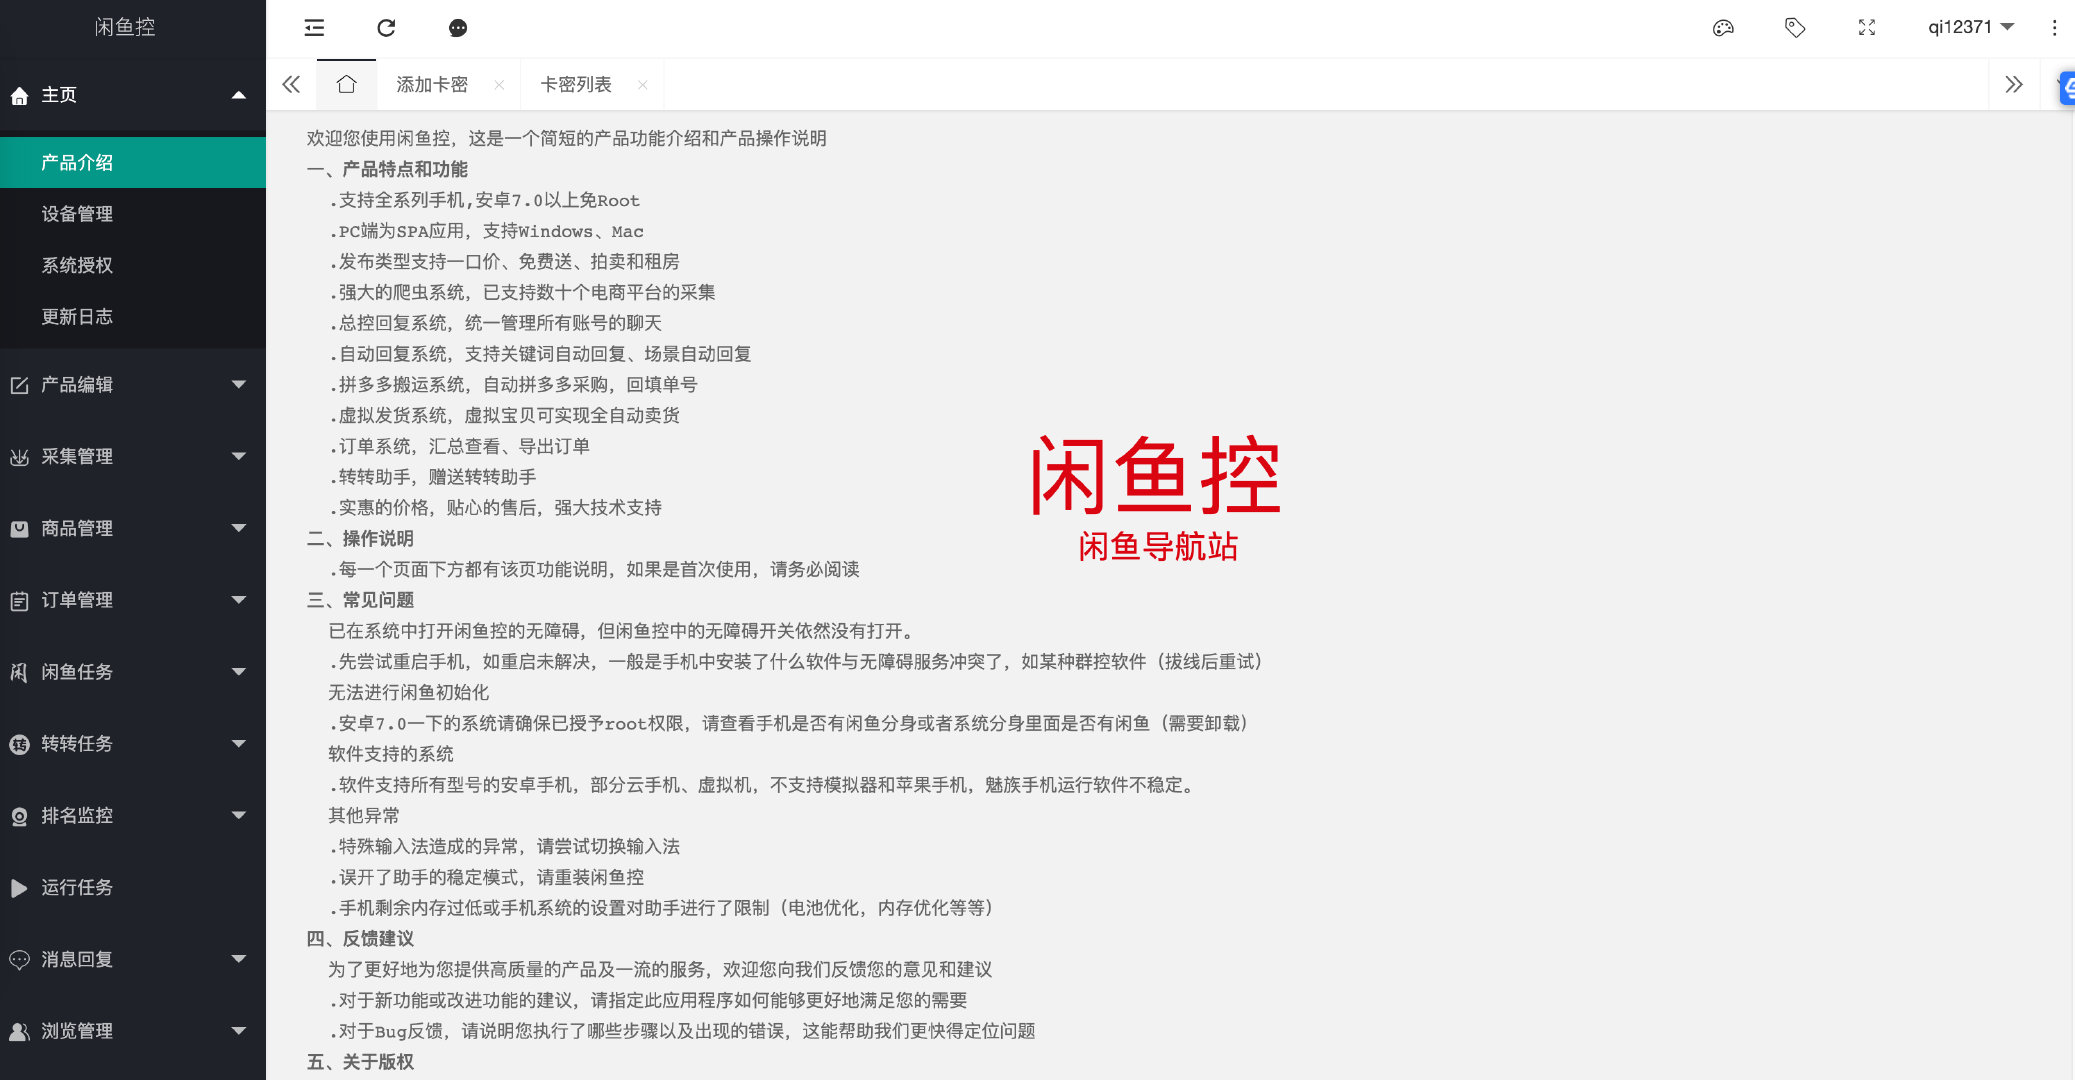 闲鱼控
qi12371
主页
添加卡密
卡密列表
产品介绍
设备管理
系统授权
更新日志
产品编辑
采集管理
商品管理
订单管理
闲鱼任务
转转任务
排名监控
运行任务
消息回复
浏览管理
欢迎您使用闲鱼控，这是一个简短的产品功能介绍和产品操作说明
一、产品特点和功能
.支持全系列手机,安卓7.0以上免Root
.PC端为SPA应用，支持Windows、Mac
.发布类型支持一口价、免费送、拍卖和租房
.强大的爬虫系统，已支持数十个电商平台的采集
.总控回复系统，统一管理所有账号的聊天
.自动回复系统，支持关键词自动回复、场景自动回复
.拼多多搬运系统，自动拼多多采购，回填单号
.虚拟发货系统，虚拟宝贝可实现全自动卖货
.订单系统，汇总查看、导出订单
.转转助手，赠送转转助手
.实惠的价格，贴心的售后，强大技术支持
二、操作说明
.每一个页面下方都有该页功能说明，如果是首次使用，请务必阅读
三、常见问题
已在系统中打开闲鱼控的无障碍，但闲鱼控中的无障碍开关依然没有打开。
.先尝试重启手机，如重启未解决，一般是手机中安装了什么软件与无障碍服务冲突了，如某种群控软件（拔线后重试）
无法进行闲鱼初始化
.安卓7.0一下的系统请确保已授予root权限，请查看手机是否有闲鱼分身或者系统分身里面是否有闲鱼（需要卸载）
软件支持的系统
.软件支持所有型号的安卓手机，部分云手机、虚拟机，不支持模拟器和苹果手机，魅族手机运行软件不稳定。
其他异常
.特殊输入法造成的异常，请尝试切换输入法
.误开了助手的稳定模式，请重装闲鱼控
.手机剩余内存过低或手机系统的设置对助手进行了限制（电池优化，内存优化等等）
四、反馈建议
为了更好地为您提供高质量的产品及一流的服务，欢迎您向我们反馈您的意见和建议
.对于新功能或改进功能的建议，请指定此应用程序如何能够更好地满足您的需要
.对于Bug反馈，请说明您执行了哪些步骤以及出现的错误，这能帮助我们更快得定位问题
五、关于版权
闲鱼控
闲鱼导航站